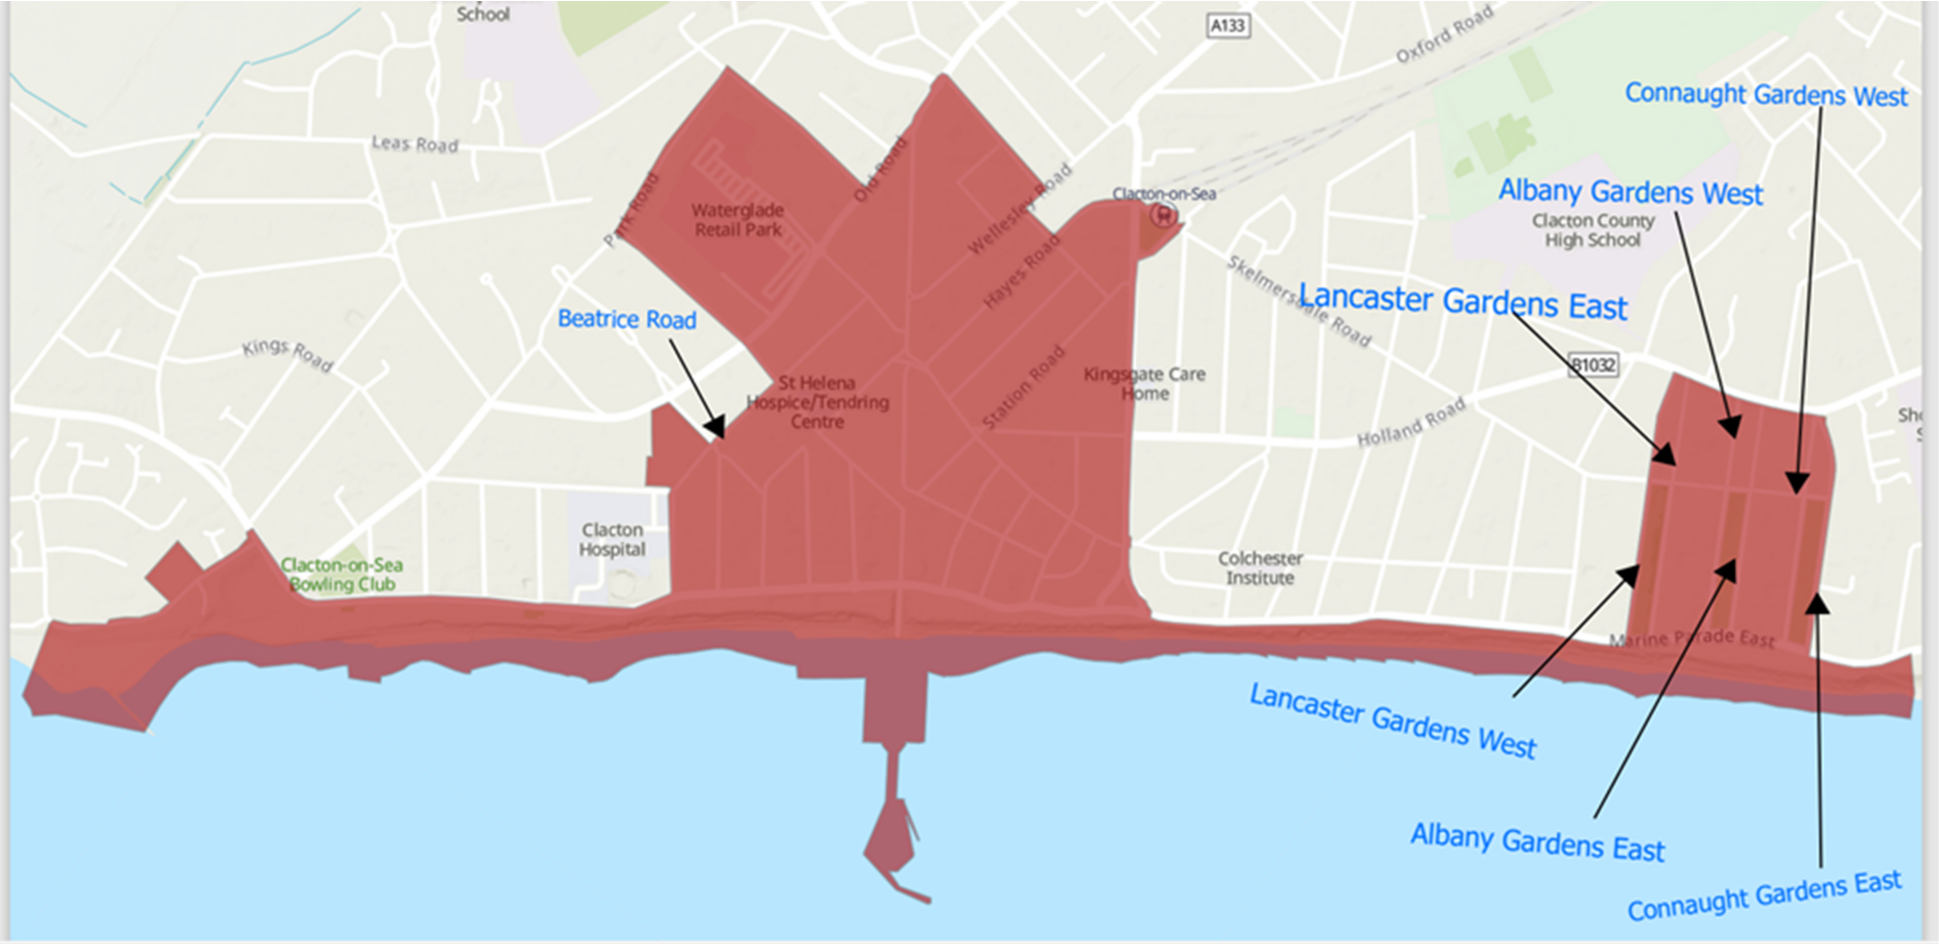 School
A133
Oxford Road
Connaught Gardens West
Leas Road
Old Road
Albany Gardens West
Clacton-on-Sea
Park Road
Waterglade
Retail Park
Wellesley Road
Clacton County
High School
Hayes Road
Skelmersdale Road
Lancaster Gardens East
Beatrice Road
Kings Road
B1032
Station Road
Kingsgate Care
Home
St Helena
Hospice/Tendring
Centre
Holland Road
Clacton
Hospital
Clacton-on-Sea
Bowling Club
Colchester
Institute
Marine Parade East
Lancaster Gardens West
Albany Gardens East
Connaught Gardens East